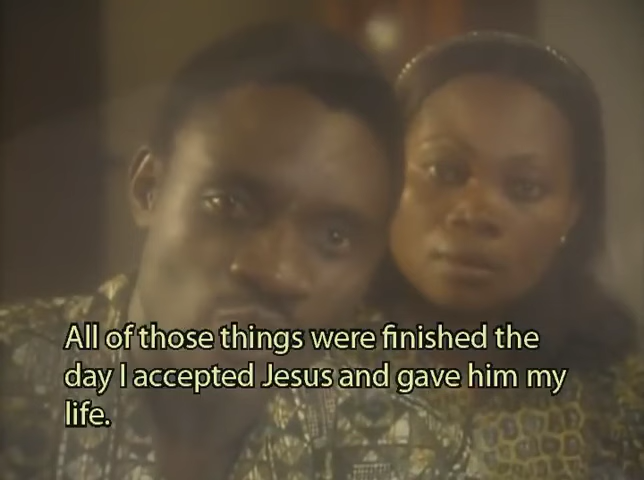 All of those things were finished the
day I accepted Jesus and gave him my
life.